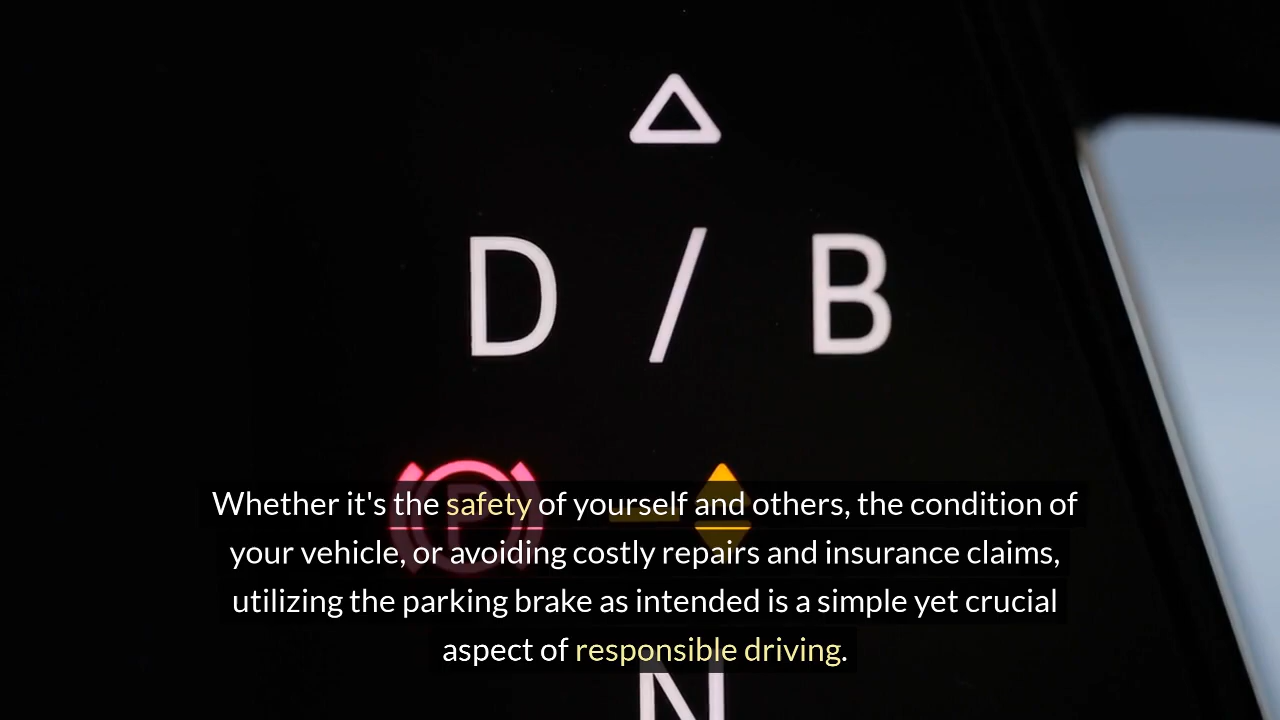 D / B
P
Whether it's the safety of yourself and others, the condition of
your vehicle, or avoiding costly repairs and insurance claims,
utilizing the parking brake as intended is a simple yet crucial
aspect of responsible driving.
N